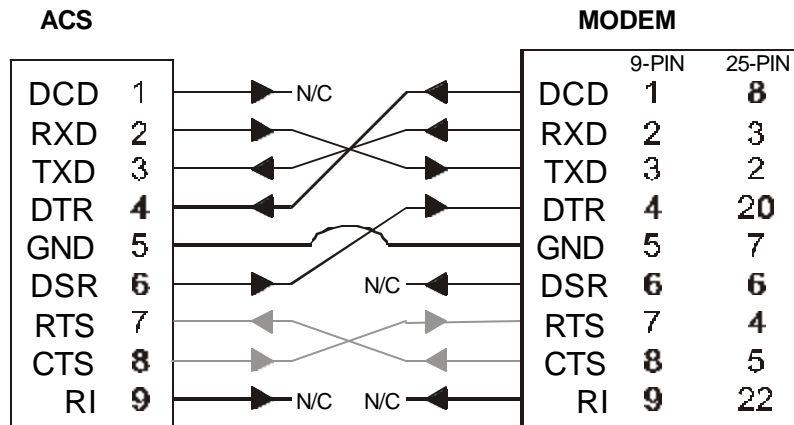 ACS MODEM
9-PIN 25-PIN
DCD 1 N/C DCD 1 8
RXD 2 RXD 2 3
TXD 3 TXD 3 2
DTR 4 DTR 4 20
GND 5 GND 5 7
DSR 6 N/C DSR 6 6
RTS 7 RTS 7 4
CTS 8 CTS 8 5
RI 9 N/C N/C RI 9 22